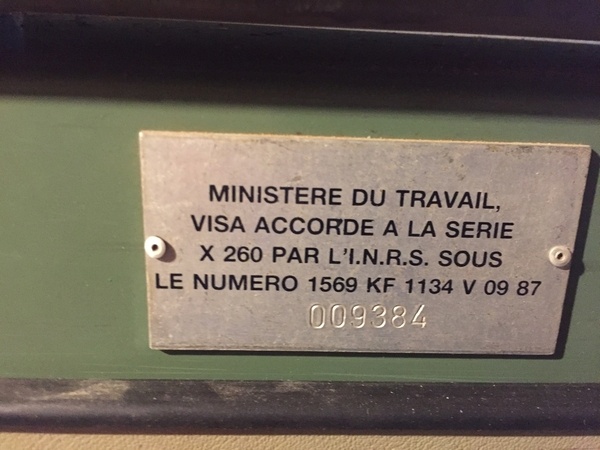 MINISTERE DU TRAVAIL,
VISA ACCORDE A LA SERIE
X 260 PAR L'I.N.R.S. SOUS
LE NUMERO 1569 KF 1134 V 09 87
009384